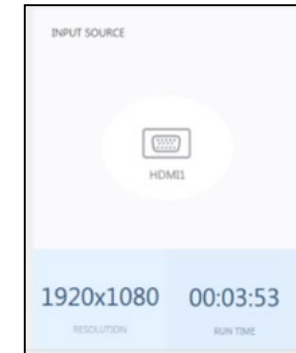 INPUT SOURCE
HDMI1
1920x1080 00:03:53
RESOLUTION RUN TIME